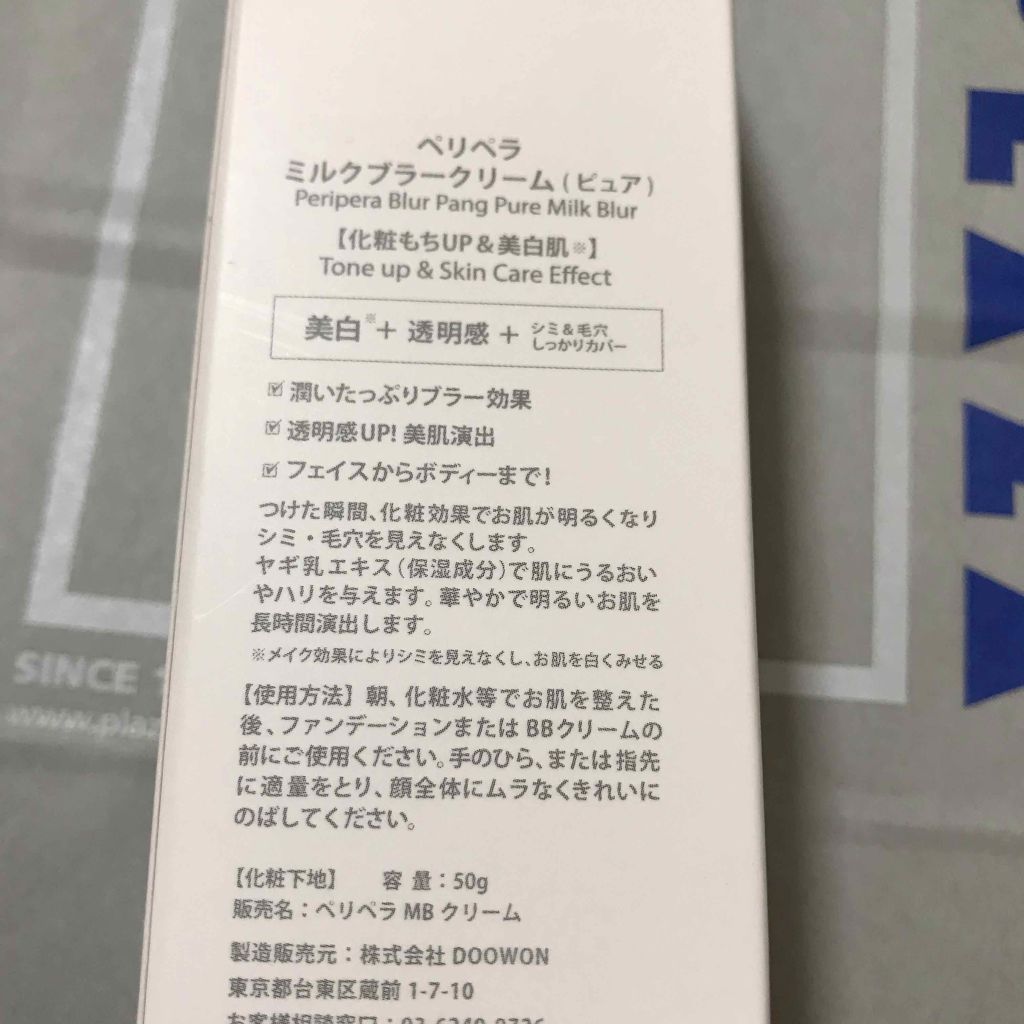 ペリペラ
ミルクブラークリーム(ピュア)
Peripera Blur Pang Pure Milk Blur
【化粧もちUP&美白肌※】
Tone up & Skin Care Effect
美白※+ 透明感 + シミ&毛穴
しっかりカバー
☑ 潤いたっぷりブラー効果
☑ 透明感UP! 美肌演出
☑ フェイスからボディーまで!
つけた瞬間、化粧効果でお肌が明るくなり
シミ・毛穴を見えなくします。
ヤギ乳エキス(保湿成分)で肌にうるおい
やハリを与えます。華やかで明るいお肌を
長時間演出します。
※メイク効果によりシミを見えなくし、お肌を白くみせる
【使用方法】朝、化粧水等でお肌を整えた
後、ファンデーションまたは BBクリームの
前にご使用ください。手のひら、または指先
に適量をとり、顔全体にムラなくきれいに
のばしてください。
【化粧下地】 容 量:50g
販売名:ペリペラ MB クリーム
製造販売元:株式会社 DOOWON
東京都台東区蔵前 1-7-10
お客様相談窓口:03-6240-0736
SINCE
www.plaz